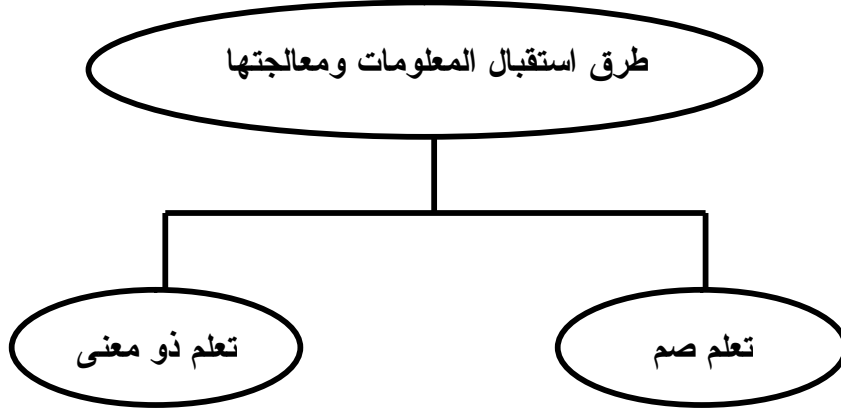 طرق استقبال المعلومات ومعالجتها
تعلم صم
تعلم ذو معنى